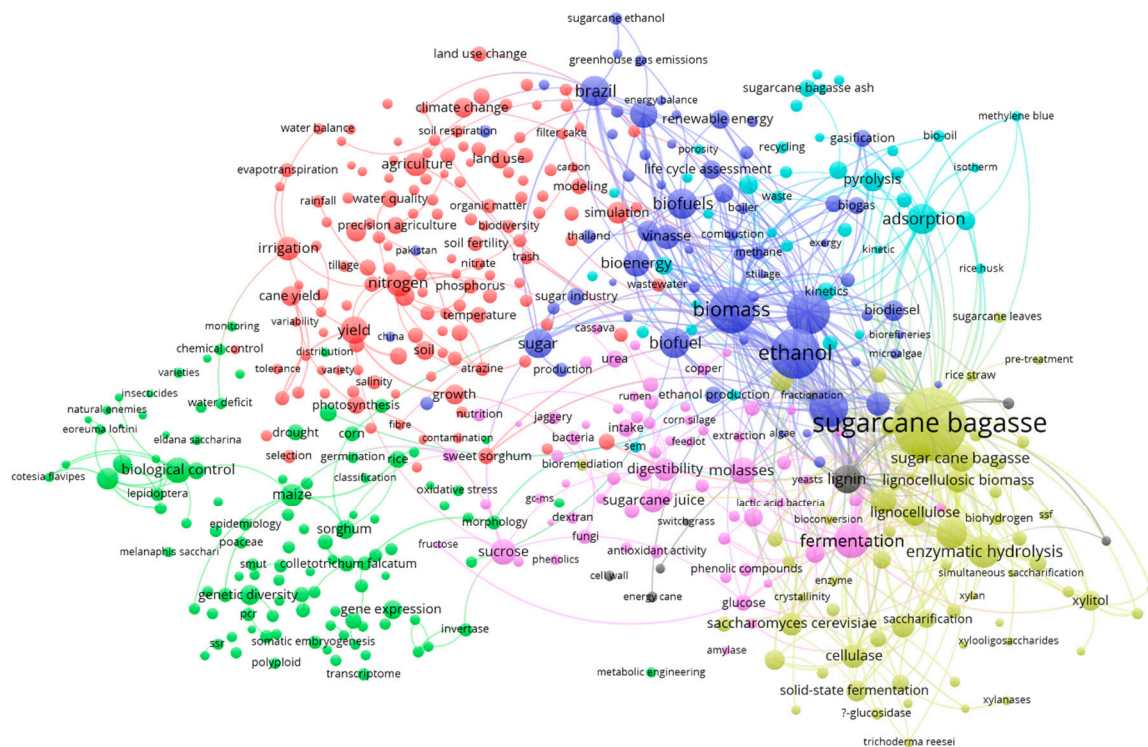 sugarcane ethanol
land use change
greenhouse gas emissions
brazil
energy balance
sugarcane bagasse ash
climate change
renewable energy
methylene blue
water balance
soil respiration
filter cake
porosity
recycling
gasification
bio-oil
agriculture
land use
carbon
life cycle assessment
evapotranspiration
modeling
waste
pyrolysis
isotherm
rainfall
water quality
organic matter
simulation
biofuels
boiler
biogas
adsorption
precision agriculture
biodiversity
thailand
vinasse
combustion
irrigation
pakistan
soil fertility
trash
methane
exergy
kinetic
tillage
nitrate
bioenergy
stillage
rice husk
nitrogen
phosphorus
wastewater
kinetics
cane yield
sugar industry
biomass
biodiesel
sugarcane leaves
monitoring
variability
temperature
cassava
biorefineries
chemical control
china
yield
sugar
biofuel
ethanol
microalgae
distribution
soil
urea
copper
pre-treatment
varieties
tolerance
variety
atrazine
production
rice straw
insecticides
water deficit
salinity
growth
rumen
ethanol production
fractionation
natural enemies
photosynthesis
nutrition
jaggery
intake
corn silage
sugarcane bagasse
eoreuma loftini
eldana saccharina
drought
corn
fibre
contamination
bacteria
feedlot
extraction
algae
selection
germination
rice
sweet sorghum
sem
sugar cane bagasse
cotesia flavipes
biological control
classification
bioremediation
digestibility
molasses
lignin
lignocellulosic biomass
lepidoptera
maize
oxidative stress
gc-ms
sugarcane juice
yeasts
lactic acid bacteria
lignocellulose
epidemiology
sorghum
morphology
dextran
switchgrass
bioconversion
biohydrogen
ssf
poaceae
fungi
fermentation
melanaphis sacchari
smut
colletotrichum falcatum
fructose
sucrose
phenolics
antioxidant activity
enzymatic hydrolysis
phenolic compounds
simultaneous saccharification
cell wall
enzyme
genetic diversity
energy cane
crystallinity
xylan
xylitol
pcr
gene expression
glucose
saccharomyces cerevisiae
saccharification
ssr
somatic embryogenesis
invertase
xylooligosaccharides
amylase
cellulase
polyploid
transcriptome
metabolic engineering
solid-state fermentation
xylanases
?-glucosidase
trichoderma reesei